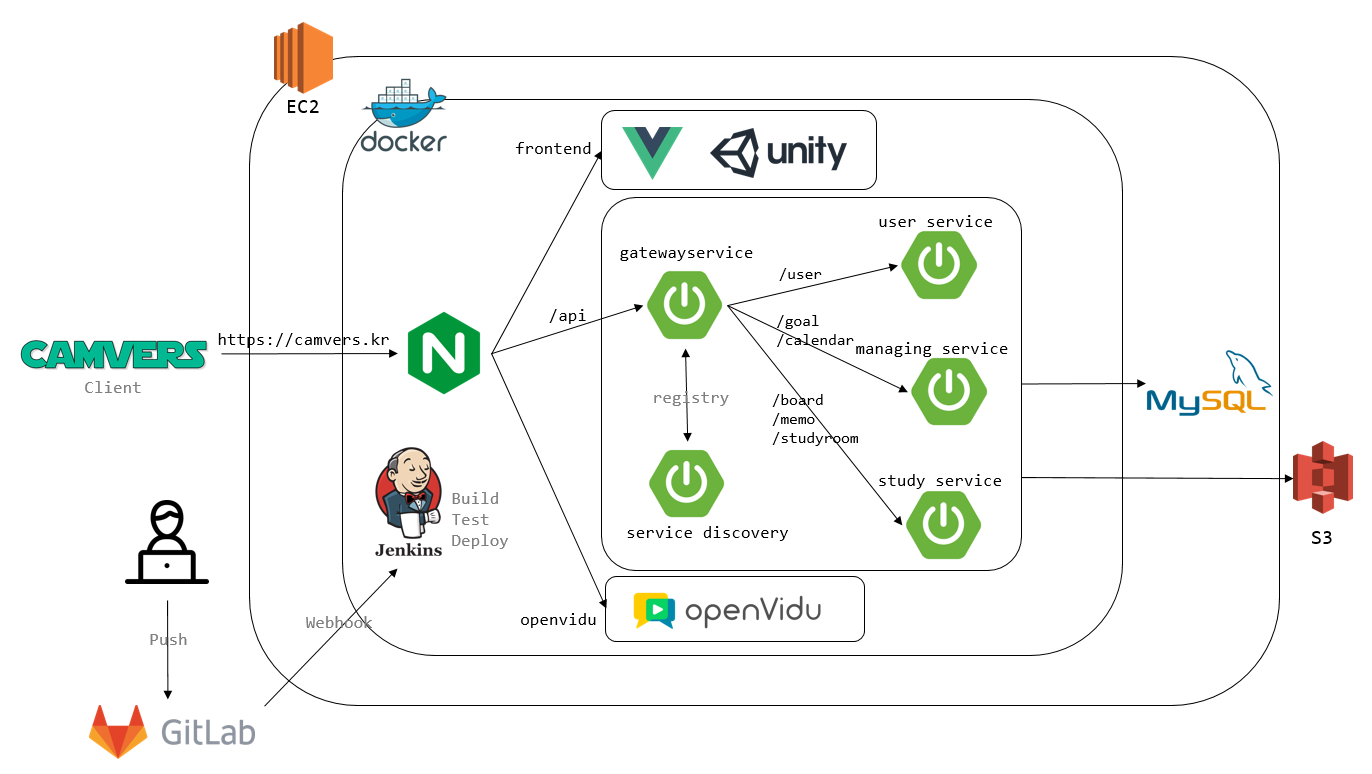 EC2
docker
frontend
unity
user service
gatewayservice
/user
/api
/goal
/calendar
https://camvers.kr
CAMVERS
Client
managing service
MySQL
registry
/board
/memo
/studyroom
study service
Build
Test
Deploy
Jenkins
service discovery
S3
openvidu
openVidu
Webhook
Push
GitLab